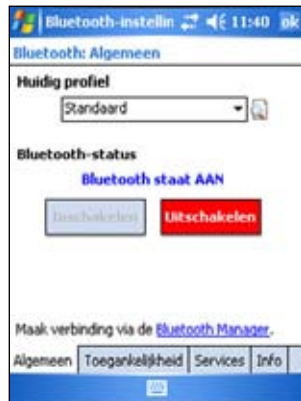 Bluetooth-instellin 11:40 ok
Bluetooth: Algemeen
Huidig profiel
Standaard
Bluetooth-status
Bluetooth staat AAN
Inschakelen Uitschakelen
Maak verbinding via de Bluetooth Manager.
Algemeen Toegankelijkheid Services Info